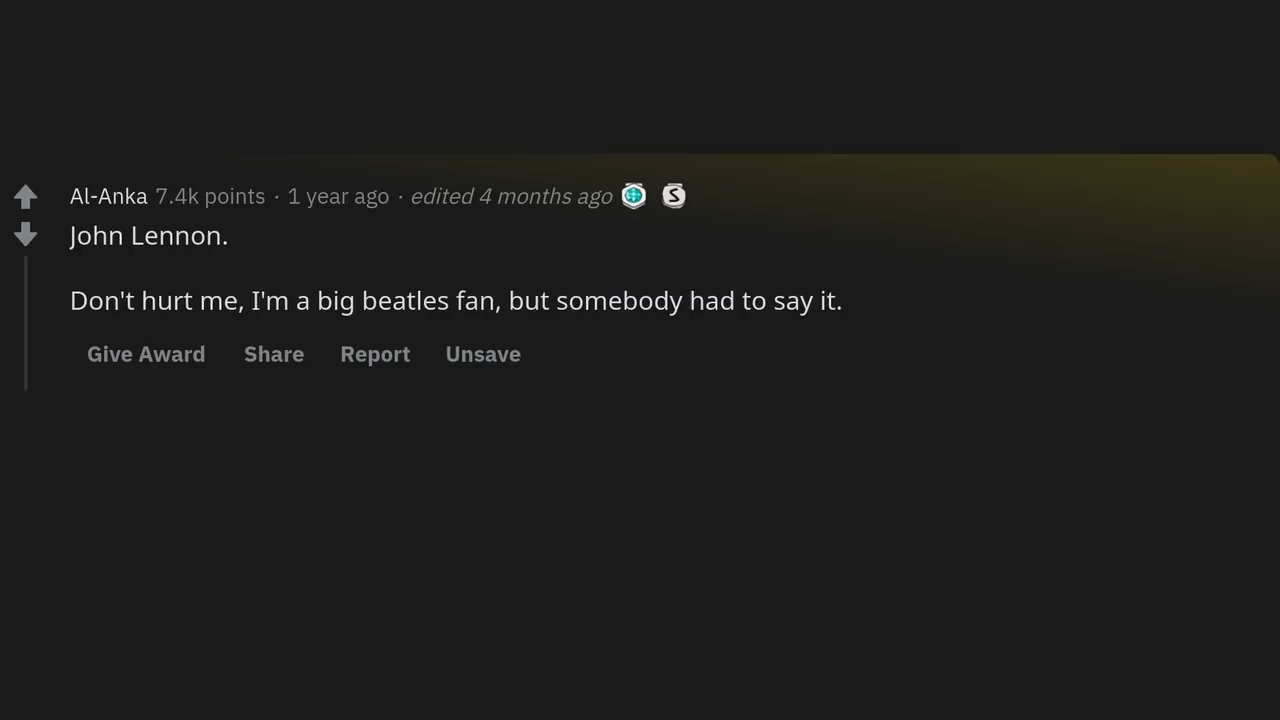 Al-Anka 7.4k points · 1 year ago · edited 4 months ago S
John Lennon.
Don't hurt me, I'm a big beatles fan, but somebody had to say it.
Give Award Share Report Unsave